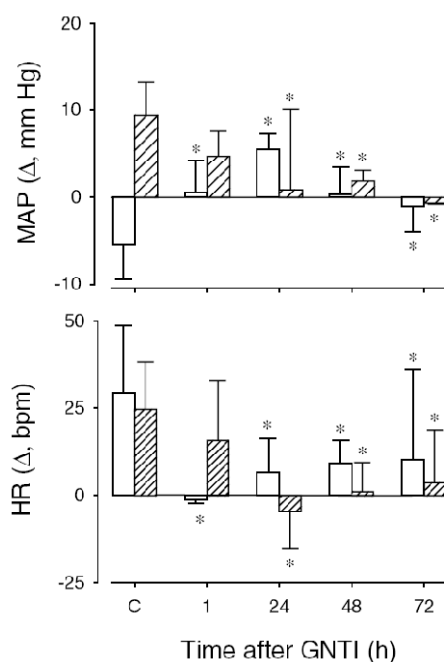 20
10
0
-10
MAP (Δ, mm Hg)
* * * * * * *
50
25
0
-25
HR (Δ, bpm)
* * * * * * *
C 1 24 48 72
Time after GNTI (h)